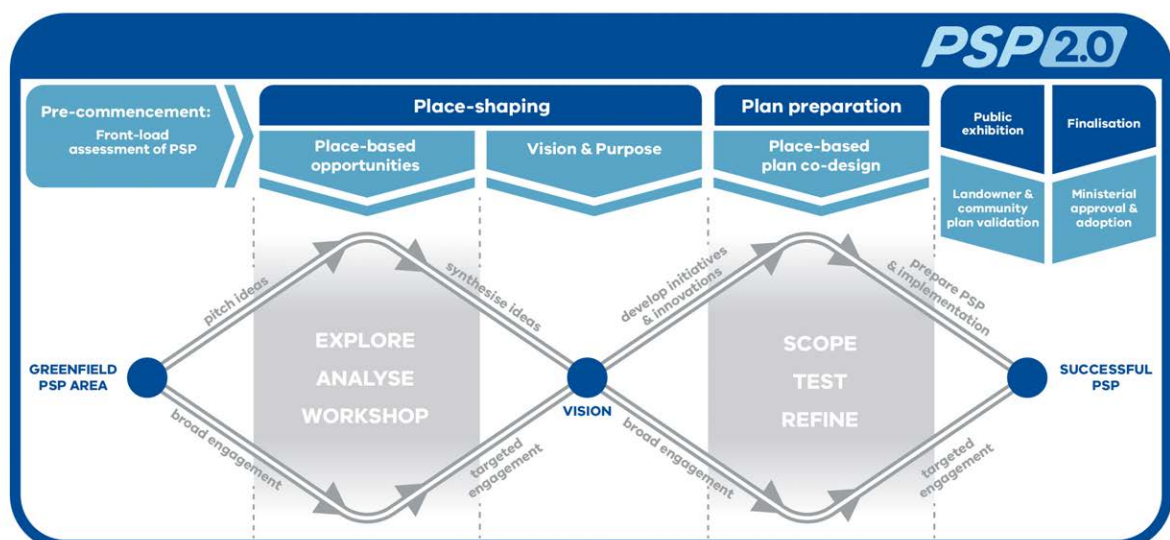 PSP 2.0
Pre-commencement:
Front-load
assessment of PSP
Place-shaping
Plan preparation
Public
exhibition
Finalisation
Place-based
opportunities
Vision & Purpose
Place-based
plan co-design
Landowner &
community
plan validation
Ministerial
approval &
adoption
pitch ideas
synthesise ideas
develop initiatives
& innovations
prepare PSP
& implementation
EXPLORE
ANALYSE
WORKSHOP
SCOPE
TEST
REFINE
GREENFIELD
PSP AREA
VISION
SUCCESSFUL
PSP
broad engagement
targeted
engagement
broad engagement
targeted
engagement